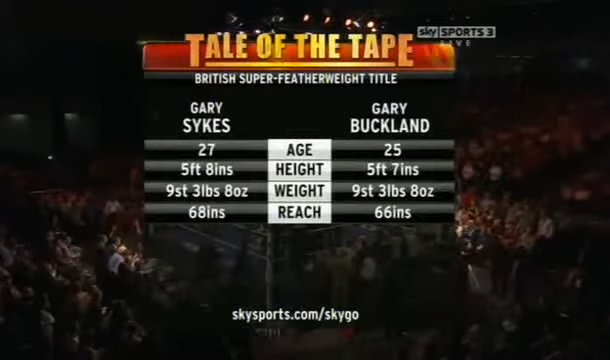 sky SPORTS 3
LIVE
TALE OF THE TAPE
BRITISH SUPER-FEATHERWEIGHT TITLE
GARY GARY
SYKES BUCKLAND
27 AGE 25
5ft 8ins HEIGHT 5ft 7ins
9st 3lbs 8oz WEIGHT 9st 3lbs 8oz
68ins REACH 66ins
skysports.com/skygo